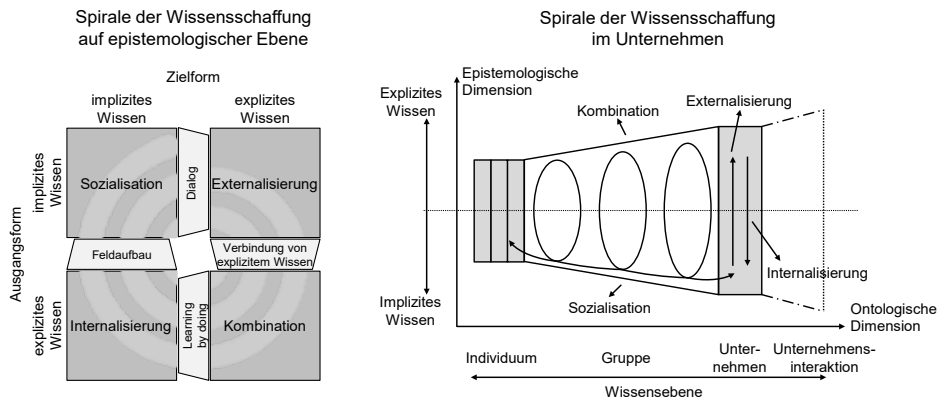 Spirale der Wissensschaffung
auf epistemologischer Ebene
Zielform
implizites
Wissen
explizites
Wissen
Ausgangsform
implizites
Wissen
explizites
Wissen
Sozialisation
Dialog
Externalisierung
Feldaufbau
Verbindung von
explizitem Wissen
Internalisierung
Learning
by doing
Kombination
Spirale der Wissensschaffung
im Unternehmen
Epistemologische
Dimension
Explizites
Wissen
Implizites
Wissen
Kombination
Externalisierung
Internalisierung
Sozialisation
Ontologische
Dimension
Individuum
Gruppe
Unter-
nehmen
Unternehmens-
interaktion
Wissensebene